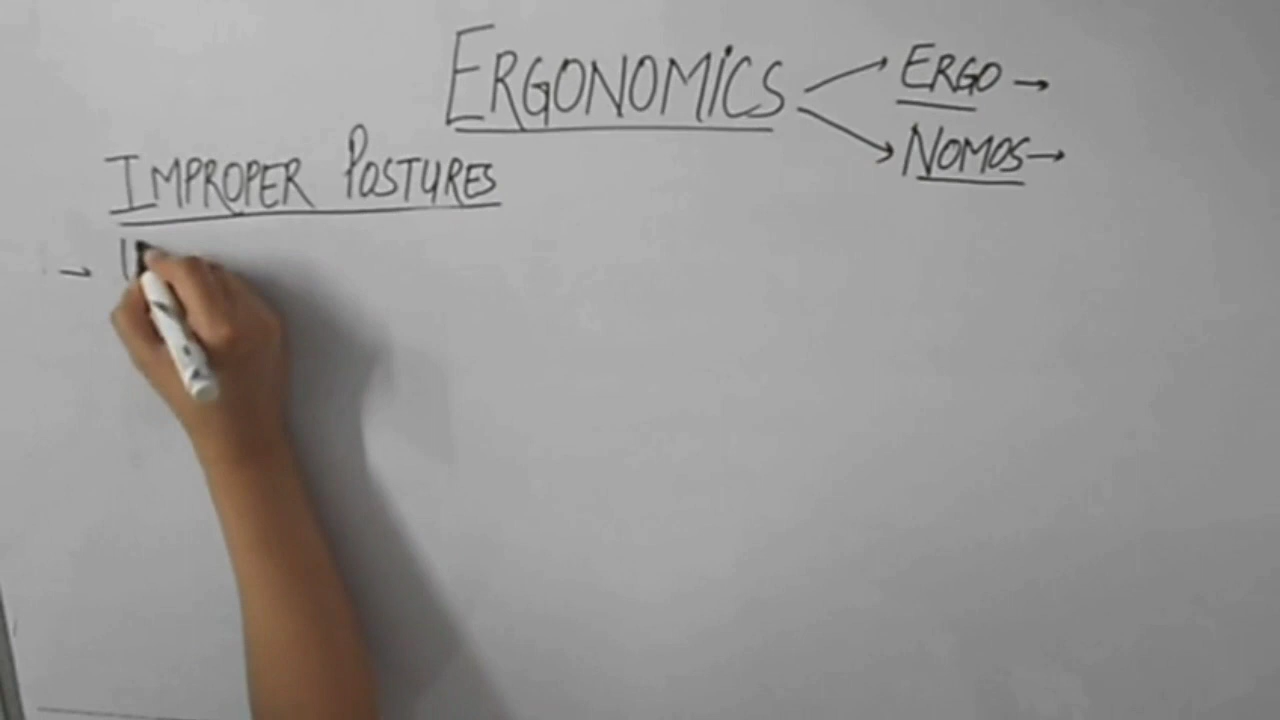 ERGONOMICS
ERGO →
NOMOS →
IMPROPER POSTURES
→